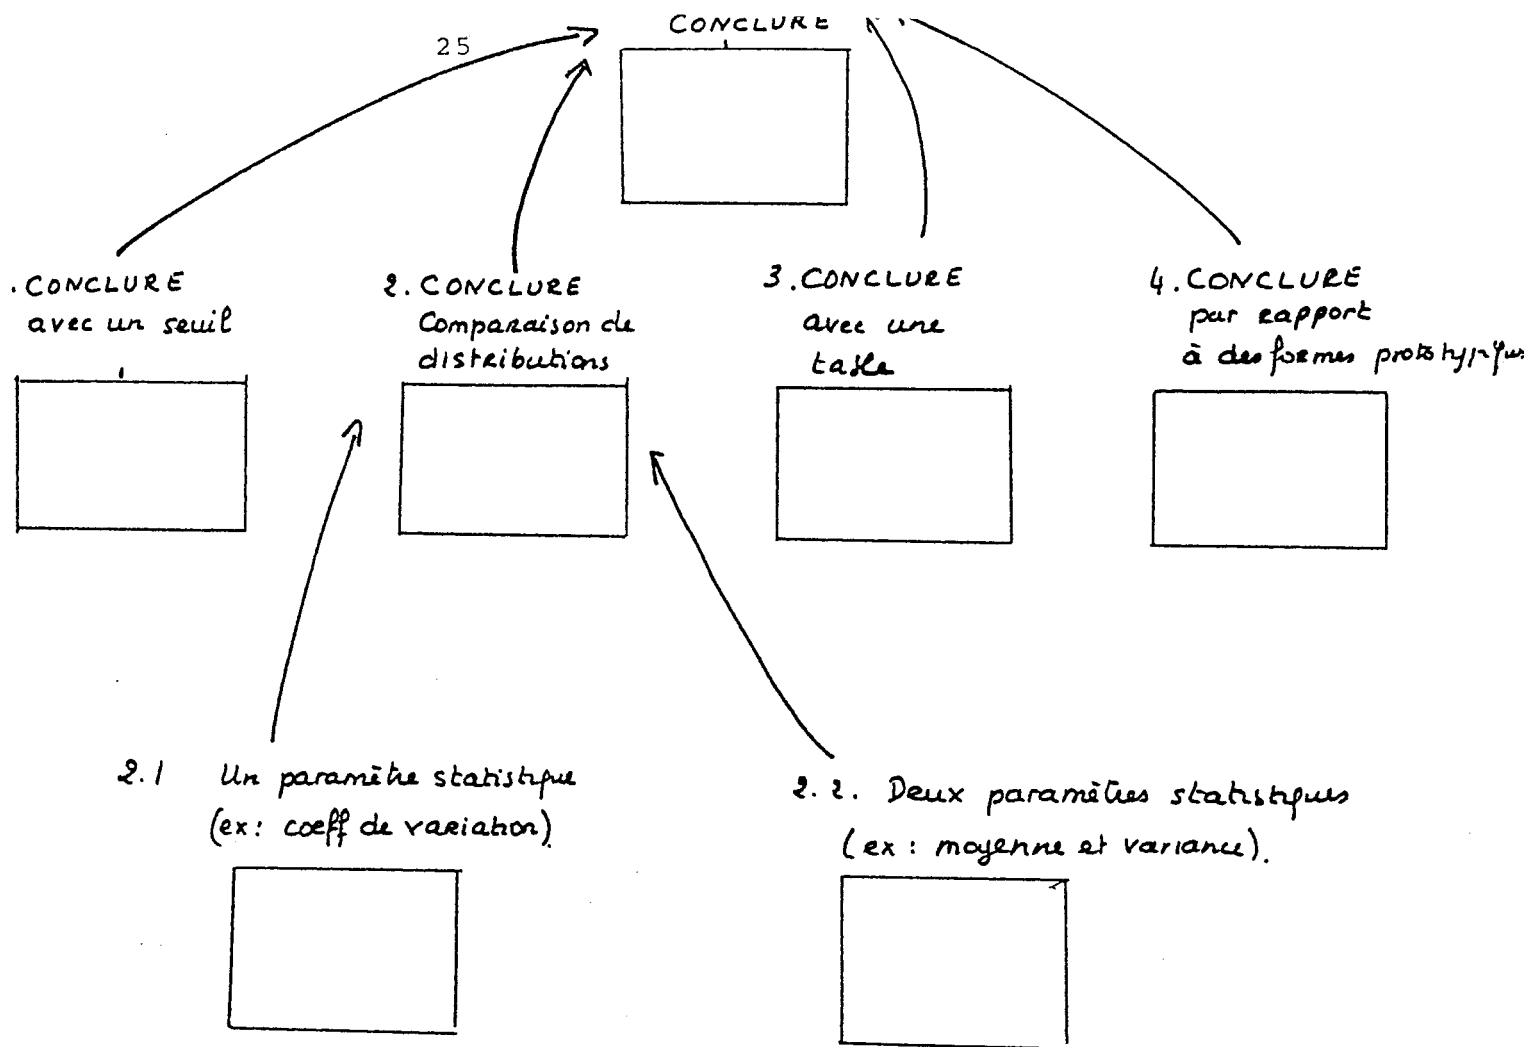 CONCLURE
25
.CONCLURE
avec un seuil
2. CONCLURE
Comparaison de
distributions
3. CONCLURE
avec une
table
4. CONCLURE
par rapport
à des formes
2.1 Un paramètre statistique
(ex: coeff de variation).
2.2. Deux paramètres statistiques
(ex : moyenne et variance).